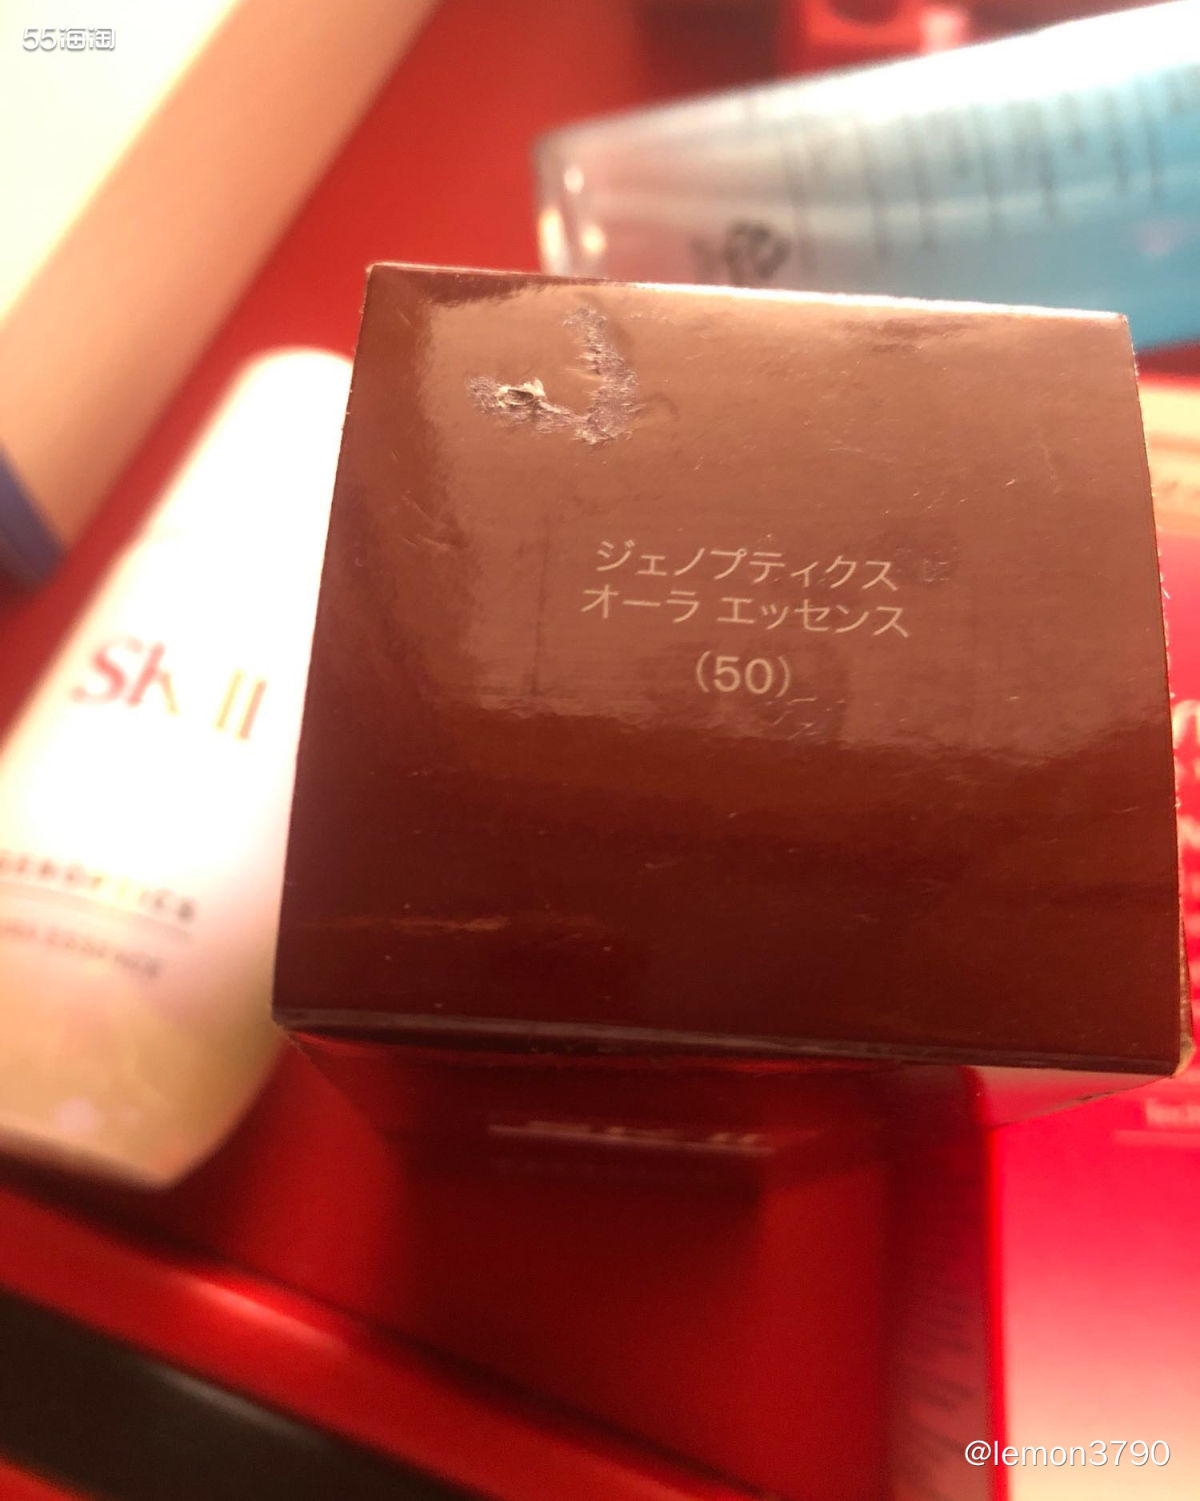 55海淘
ジェノプティクス
オーラ エッセンス
(50)
SK II
ESSENCE
@lemon3790